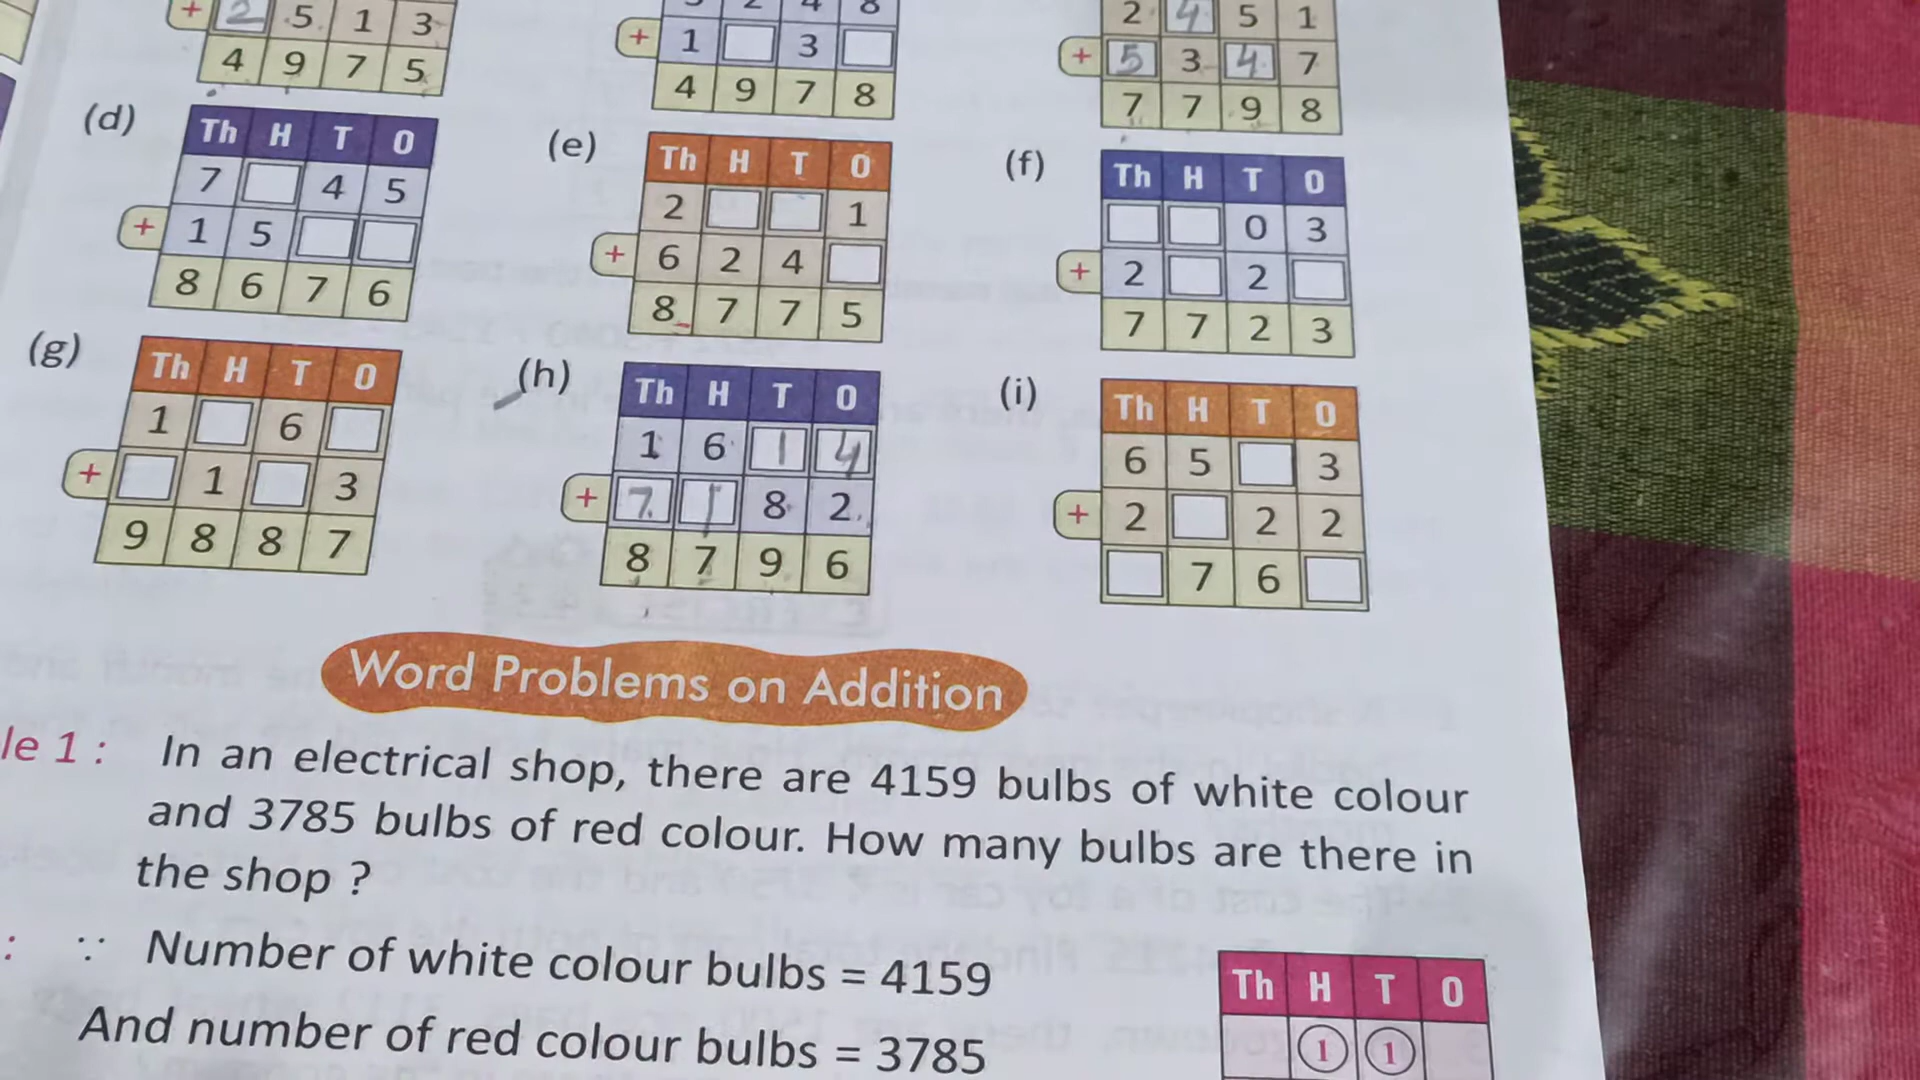 + 2 5 1 3
4 9 7 5
2 4 8
+ 1 3
4 9 7 8
2 4 5 1
+ 5 3 4 7
7 7 9 8
(d)
Th H T O
7 4 5
+ 1 5
8 6 7 6
(e)
Th H T O
2 1
+ 6 2 4
8 7 7 5
(f)
Th H T O
0 3
+ 2 2
7 7 2 3
(g)
Th H T O
1 6
+ 1 3
9 8 8 7
(h)
Th H T O
1 6 1 4
+ 7 1 8 2
8 7 9 6
(i)
Th H T O
6 5 3
+ 2 2 2
7 6
Word Problems on Addition
le 1 : In an electrical shop, there are 4159 bulbs of white colour
and 3785 bulbs of red colour. How many bulbs are there in
the shop ?
: ∵ Number of white colour bulbs = 4159
And number of red colour bulbs = 3785
Th H T O
1 1